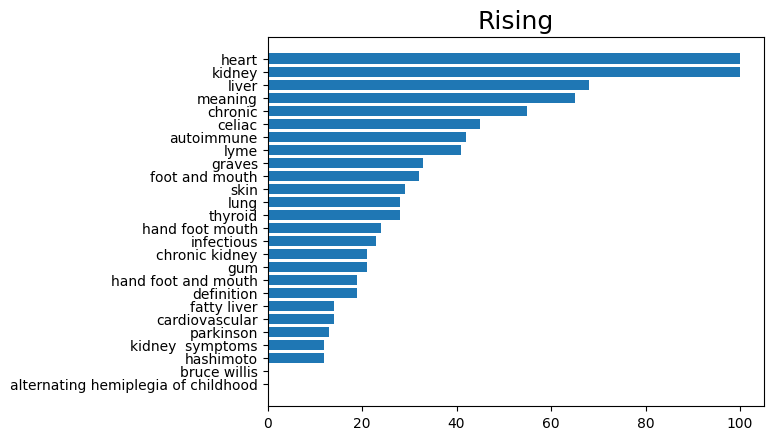 Rising
heart
kidney
liver
meaning
chronic
celiac
autoimmune
lyme
graves
foot and mouth
skin
lung
thyroid
hand foot mouth
infectious
chronic kidney
gum
hand foot and mouth
definition
fatty liver
cardiovascular
parkinson
kidney  symptoms
hashimoto
bruce willis
alternating hemiplegia of childhood
0 20 40 60 80 100